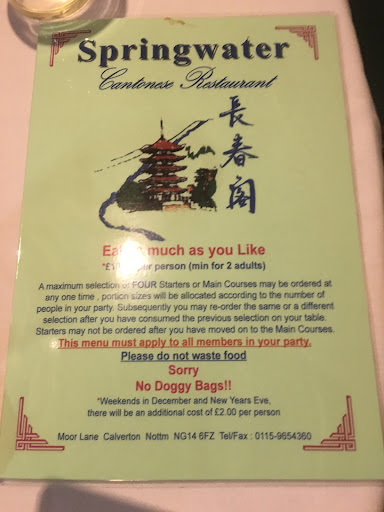 Springwater
Cantonese Restaurant
長春閣
much as you Like
per person (min for 2 adults)
A maximum selection of FOUR Starters or Main Courses may be ordered at
any one time , portion sizes will be allocated according to the number of
people in your party. Subsequently you may re-order the same or a different
selection after you have consumed the previous selection on your table.
Starters may not be ordered after you have moved on to the Main Courses.
This menu must apply to all members in your party.
Please do not waste food
Sorry
No Doggy Bags!!
*Weekends in December and New Years Eve,
there will be an additional cost of £2.00 per person
Moor Lane Calverton Nottm NG14 6FZ Tel/Fax : 0115-9654360